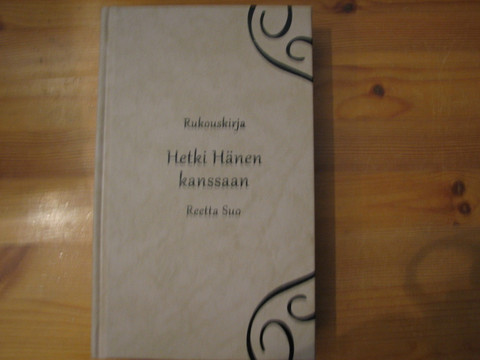 Rukouskirja
Hetki Hänen
kanssaan
Reetta Suo